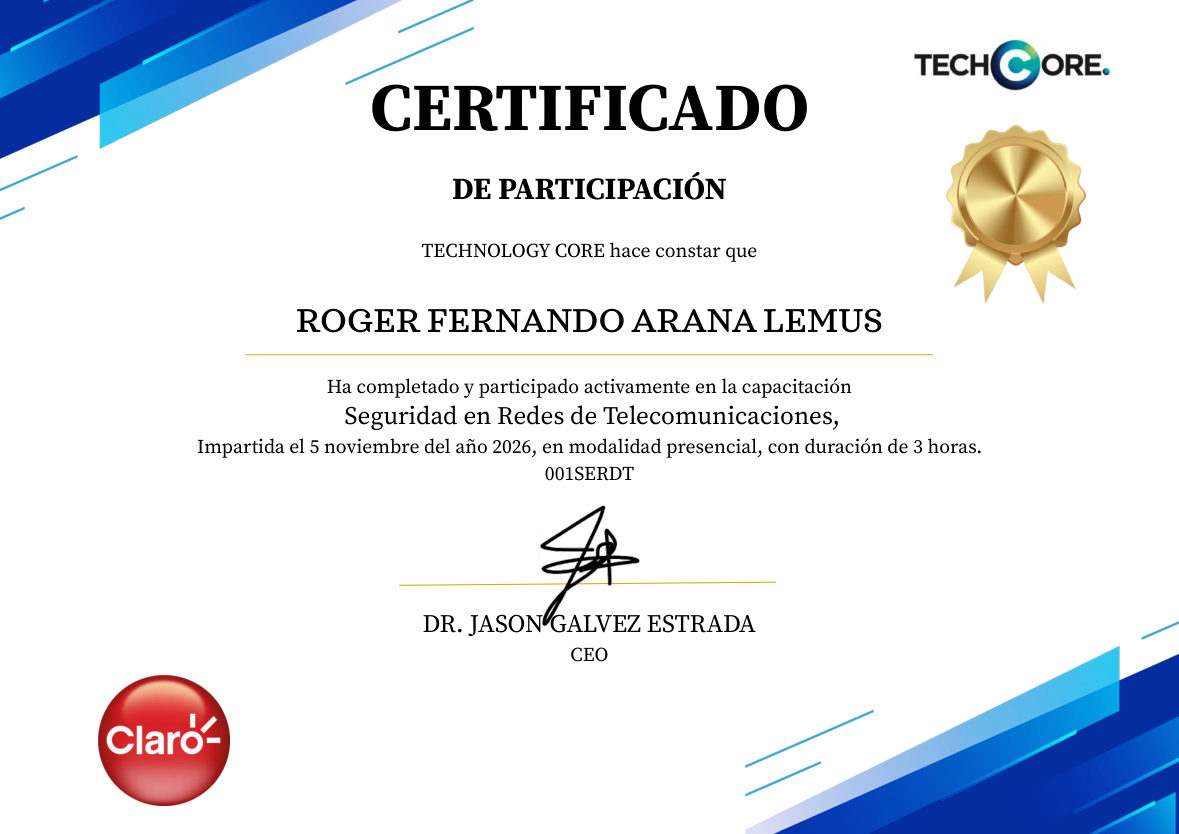 TECHCORE.
CERTIFICADO
DE PARTICIPACIÓN
TECHNOLOGY CORE hace constar que
ROGER FERNANDO ARANA LEMUS
Ha completado y participado activamente en la capacitación
Seguridad en Redes de Telecomunicaciones,
Impartida el 5 noviembre del año 2026, en modalidad presencial, con duración de 3 horas.
001SERDT
DR. JASON GALVEZ ESTRADA
CEO
Claro